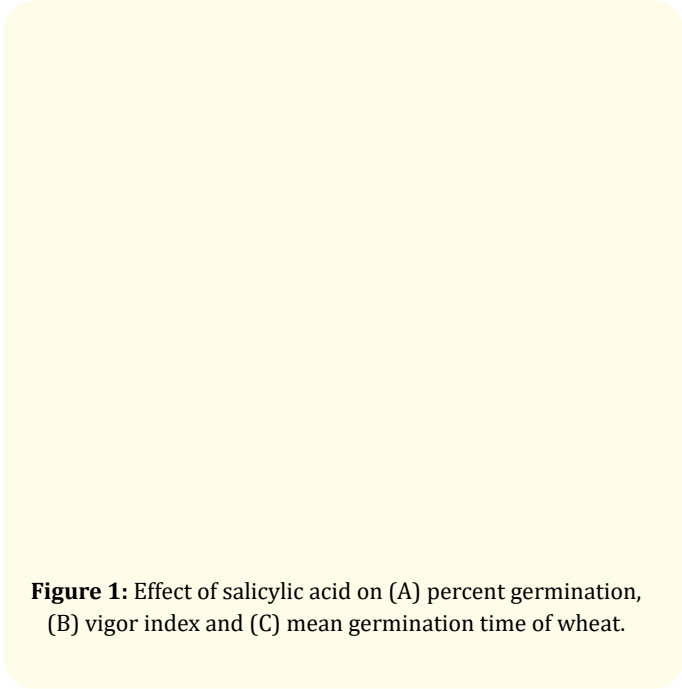 Figure 1: Effect of salicylic acid on (A) percent germination,
(B) vigor index and (C) mean germination time of wheat.